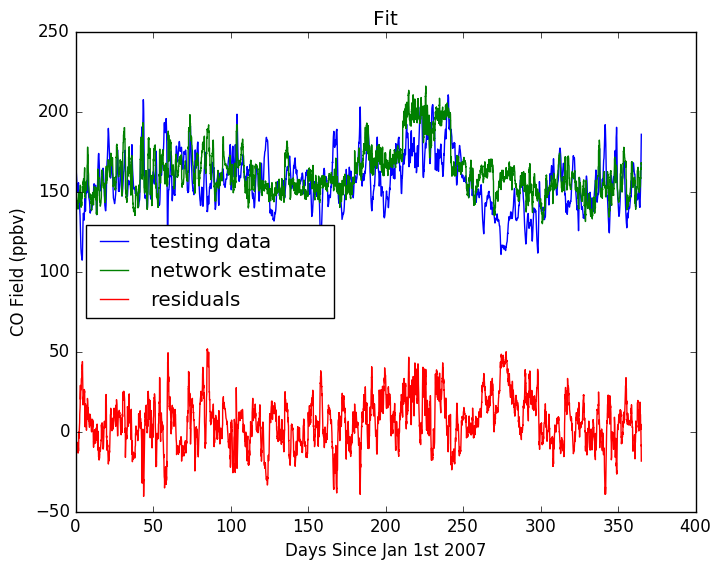 Fit
250
200
150
100
50
0
−50
CO Field (ppbv)
testing data
network estimate
residuals
0 50 100 150 200 250 300 350 400
Days Since Jan 1st 2007